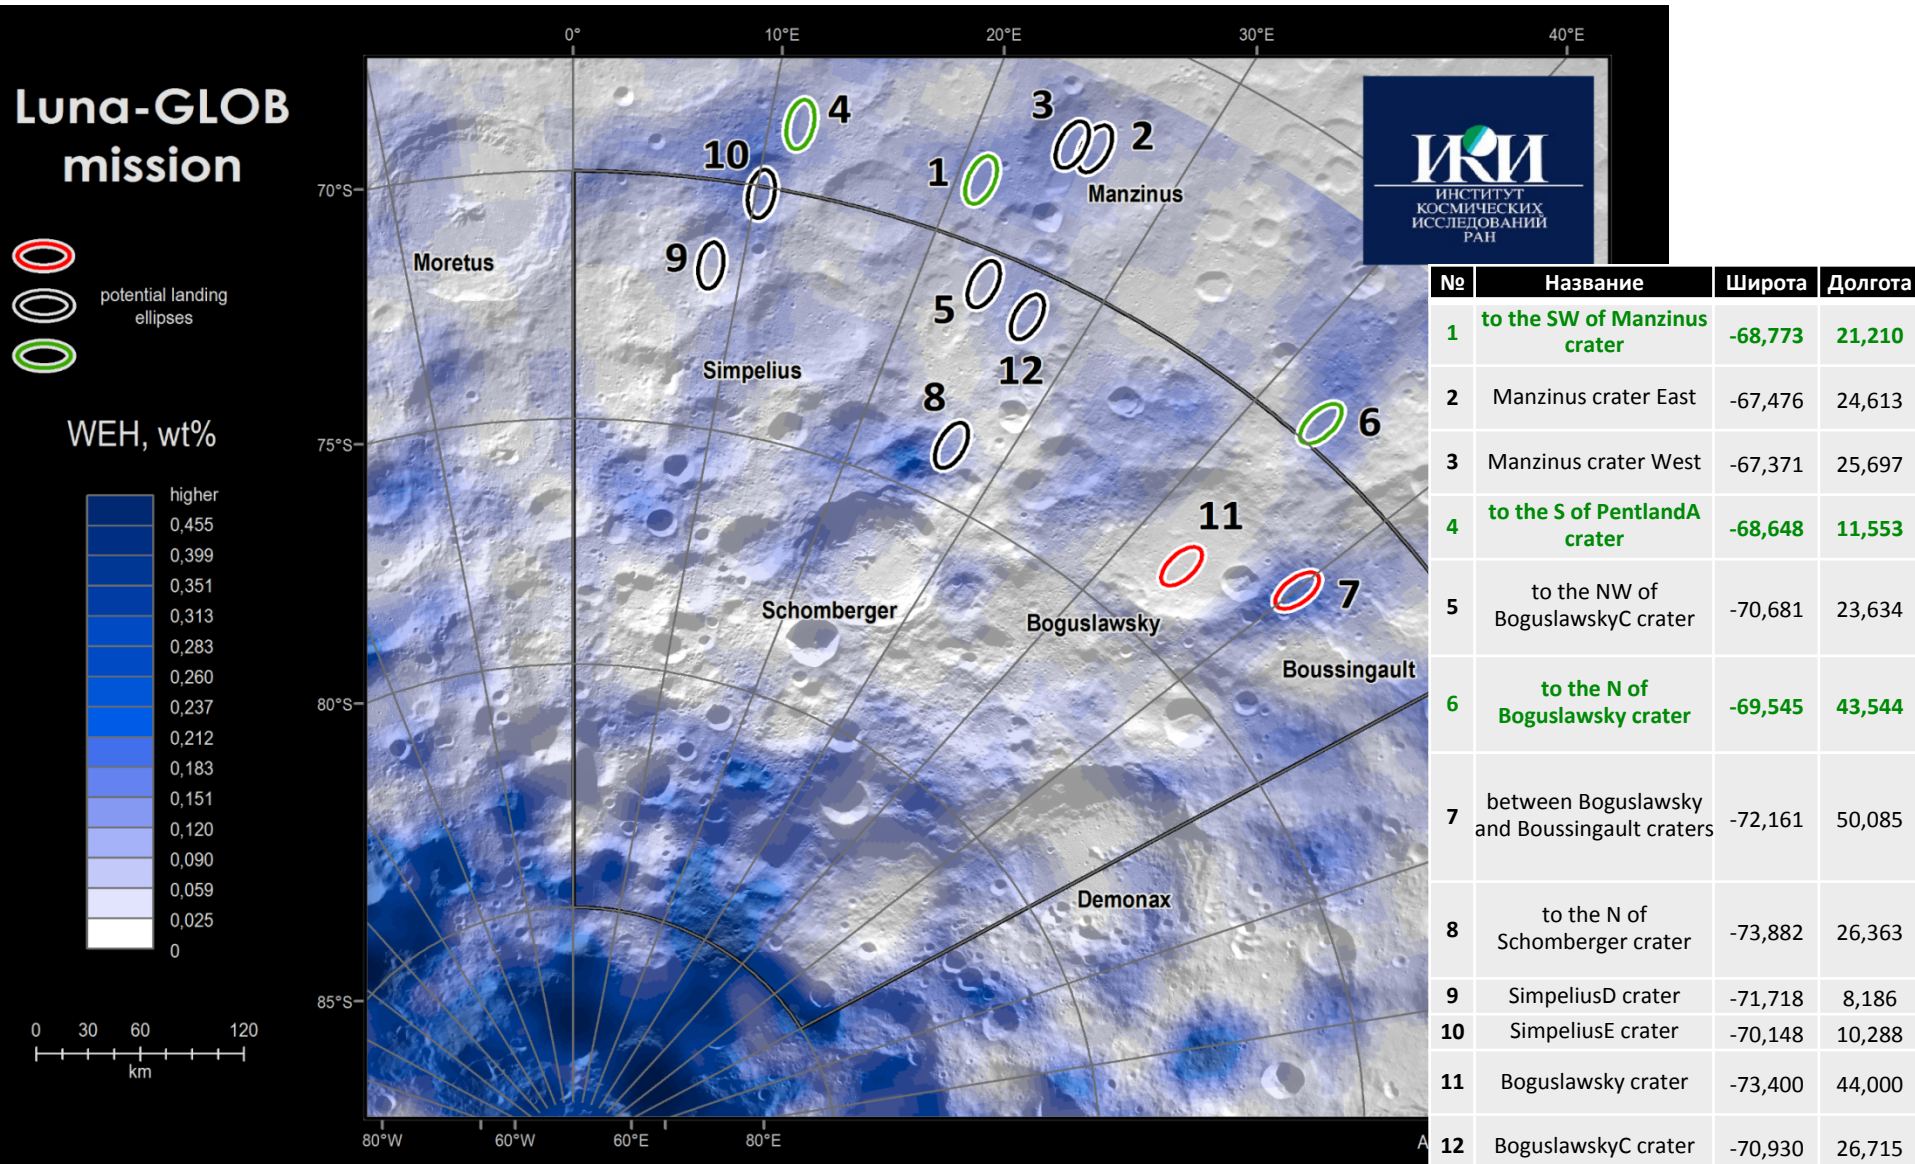 0°
10°E
20°E
30°E
40°E
Luna-GLOB
mission
potential landing
ellipses
WEH, wt%
higher
0,455
0,399
0,351
0,313
0,283
0,260
0,237
0,212
0,183
0,151
0,120
0,090
0,059
0,025
0
0 30 60 120
km
70°S
75°S
80°S
85°S
80°W
60°W
60°E
80°E
A
4
3
2
10
1
Manzinus
Moretus
9
5
12
Simpelius
8
6
11
7
Schomberger
Boguslawsky
Boussingault
Demonax
ИКИ
ИНСТИТУТ
КОСМИЧЕСКИХ
ИССЛЕДОВАНИЙ
РАН
№ Название Широта Долгота
1 to the SW of Manzinus
crater -68,773 21,210
2 Manzinus crater East -67,476 24,613
3 Manzinus crater West -67,371 25,697
4 to the S of PentlandA
crater -68,648 11,553
5 to the NW of
BoguslawskyC crater -70,681 23,634
6 to the N of
Boguslawsky crater -69,545 43,544
7 between Boguslawsky
and Boussingault craters -72,161 50,085
8 to the N of
Schomberger crater -73,882 26,363
9 SimpeliusD crater -71,718 8,186
10 SimpeliusE crater -70,148 10,288
11 Boguslawsky crater -73,400 44,000
12 BoguslawskyC crater -70,930 26,715